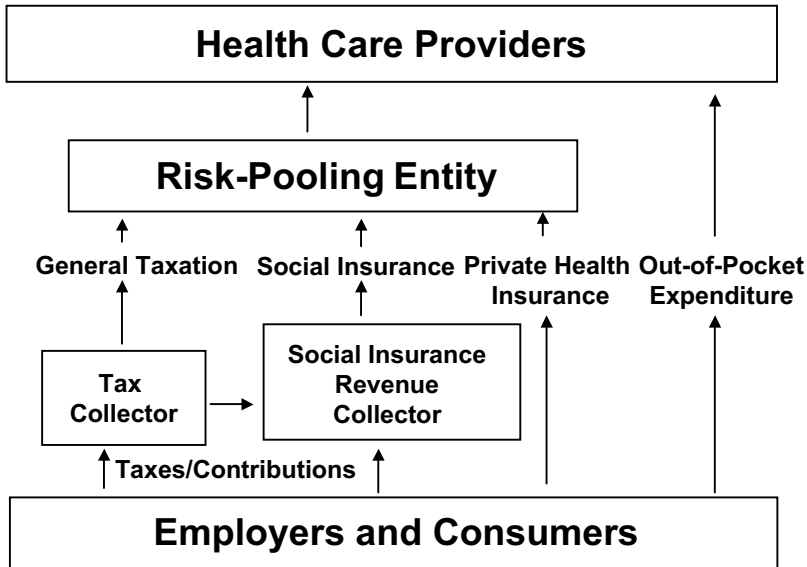 Health Care Providers
Risk-Pooling Entity
General Taxation
Social Insurance
Private Health
Insurance
Out-of-Pocket
Expenditure
Tax
Collector
Social Insurance
Revenue
Collector
Taxes/Contributions
Employers and Consumers